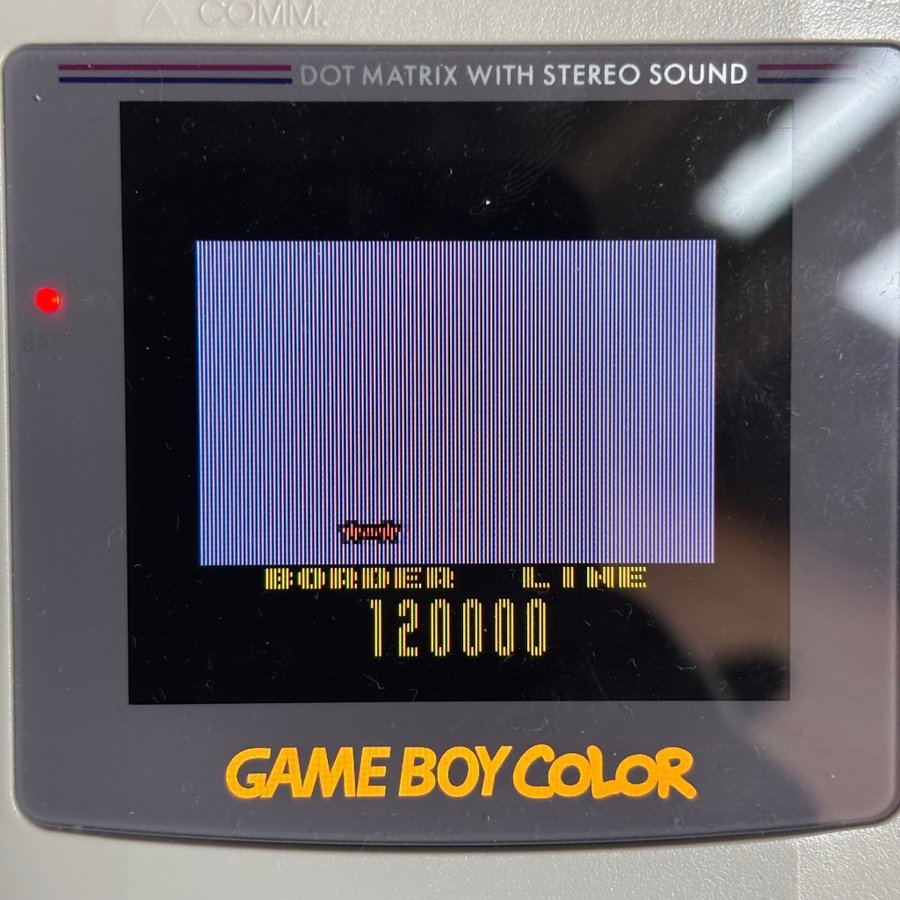 COMM.
DOT MATRIX WITH STEREO SOUND
BORDER LINE
120000
GAME BOY COLOR